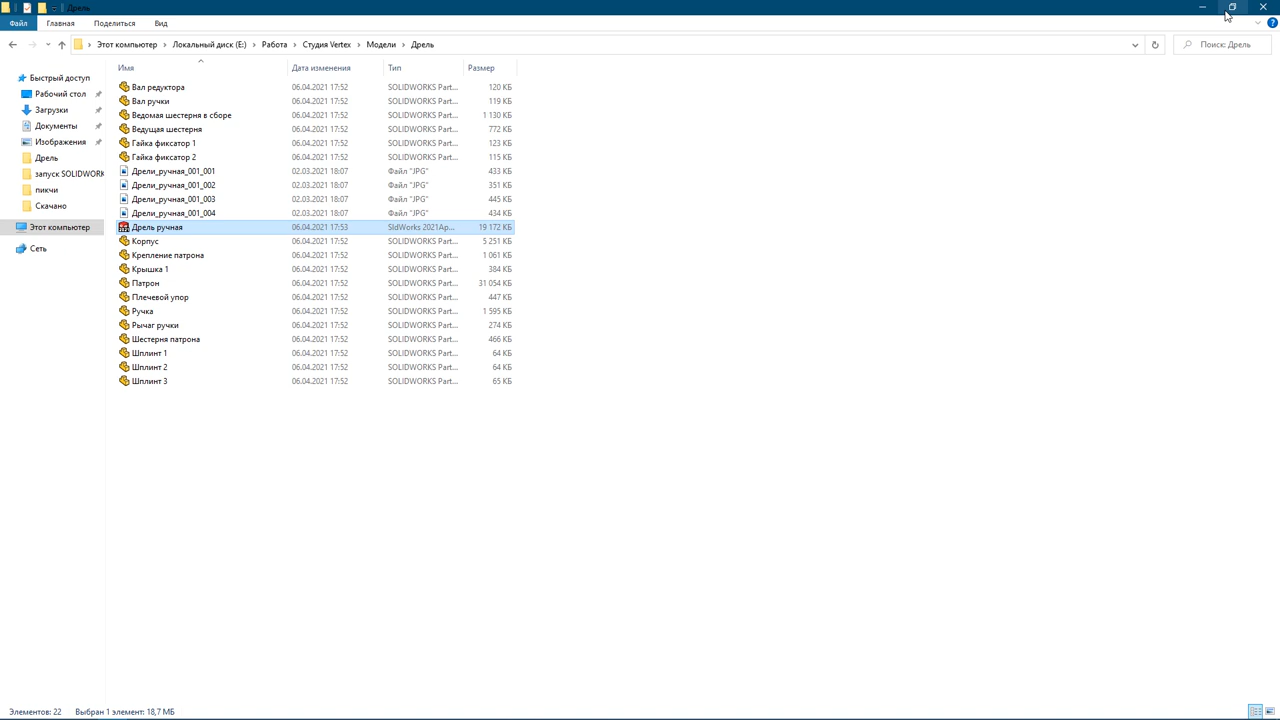 Дрель
Файл Главная Поделиться Вид
Этот компьютер > Локальный диск (E:) > Работа > Студия Vertex > Модели > Дрель
Поиск: Дрель
Имя Дата изменения Тип Размер
Быстрый доступ
Рабочий стол
Загрузки
Документы
Изображения
Дрель
запуск SOLIDWORK
пикчи
Скачано
Этот компьютер
Сеть
Вал редуктора 06.04.2021 17:52 SOLIDWORKS Part... 120 КБ
Вал ручки 06.04.2021 17:52 SOLIDWORKS Part... 119 КБ
Ведомая шестерня в сборе 06.04.2021 17:52 SOLIDWORKS Part... 1 130 КБ
Ведущая шестерня 06.04.2021 17:52 SOLIDWORKS Part... 772 КБ
Гайка фиксатор 1 06.04.2021 17:52 SOLIDWORKS Part... 123 КБ
Гайка фиксатор 2 06.04.2021 17:52 SOLIDWORKS Part... 115 КБ
Дрели_ручная_001_001 02.03.2021 18:07 Файл "JPG" 433 КБ
Дрели_ручная_001_002 02.03.2021 18:07 Файл "JPG" 351 КБ
Дрели_ручная_001_003 02.03.2021 18:07 Файл "JPG" 445 КБ
Дрели_ручная_001_004 02.03.2021 18:07 Файл "JPG" 434 КБ
Дрель ручная 06.04.2021 17:53 SldWorks 2021Ap... 19 172 КБ
Корпус 06.04.2021 17:52 SOLIDWORKS Part... 5 251 КБ
Крепление патрона 06.04.2021 17:52 SOLIDWORKS Part... 1 061 КБ
Крышка 1 06.04.2021 17:52 SOLIDWORKS Part... 384 КБ
Патрон 06.04.2021 17:52 SOLIDWORKS Part... 31 054 КБ
Плечевой упор 06.04.2021 17:52 SOLIDWORKS Part... 447 КБ
Ручка 06.04.2021 17:52 SOLIDWORKS Part... 1 595 КБ
Рычаг ручки 06.04.2021 17:52 SOLIDWORKS Part... 274 КБ
Шестерня патрона 06.04.2021 17:52 SOLIDWORKS Part... 466 КБ
Шплинт 1 06.04.2021 17:52 SOLIDWORKS Part... 64 КБ
Шплинт 2 06.04.2021 17:52 SOLIDWORKS Part... 64 КБ
Шплинт 3 06.04.2021 17:52 SOLIDWORKS Part... 65 КБ
Элементов: 22 Выбран 1 элемент: 18,7 МБ